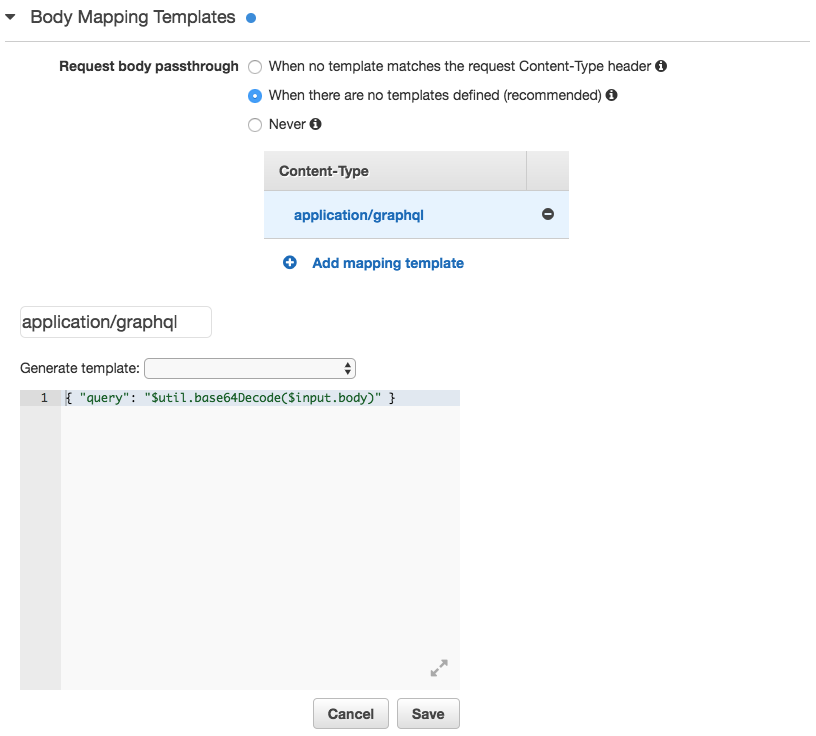 Body Mapping Templates
Request body passthrough
When no template matches the request Content-Type header
When there are no templates defined (recommended)
Never
Content-Type
application/graphql
Add mapping template
application/graphql
Generate template:
1 { "query": "$util.base64Decode($input.body)" }
Cancel Save